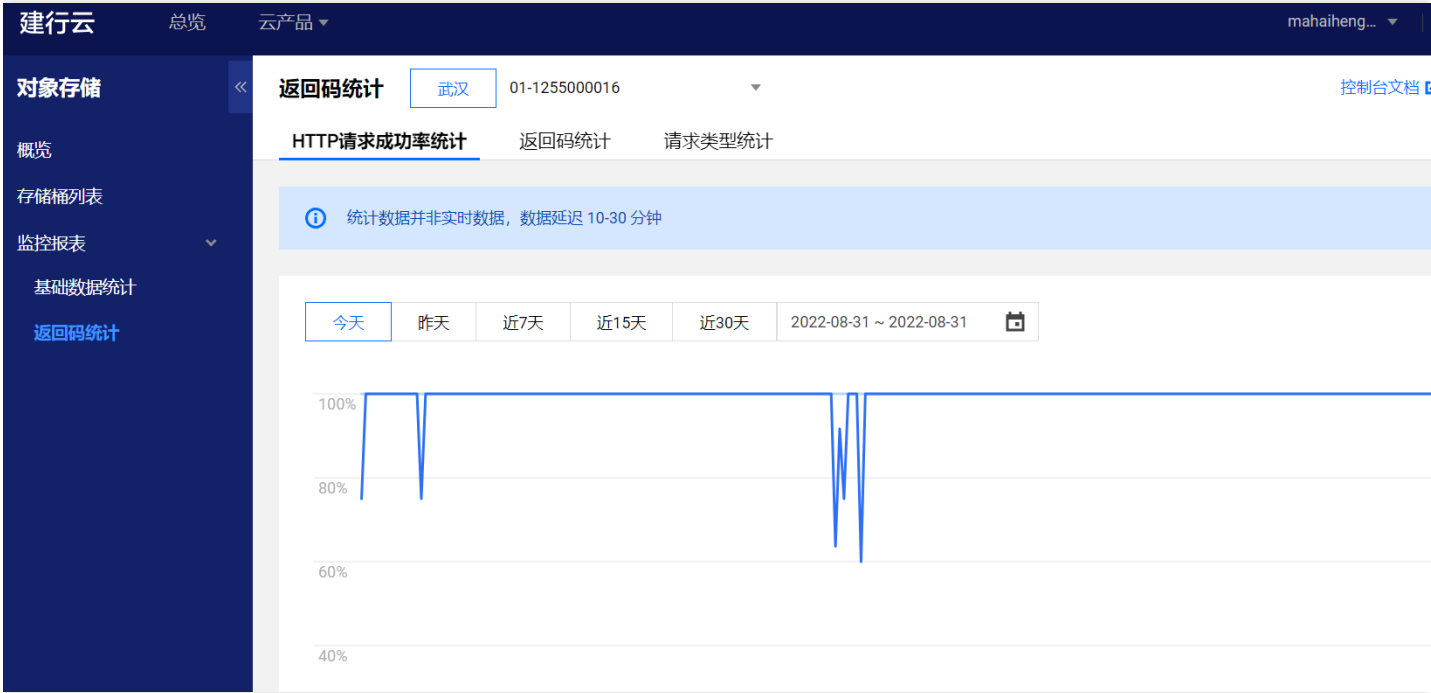 建行云 总览 云产品 mahaiheng...
对象存储
返回码统计 武汉 01-1255000016 控制台文档
HTTP请求成功率统计 返回码统计 请求类型统计
概览
存储桶列表
监控报表
基础数据统计
返回码统计
统计数据并非实时数据，数据延迟 10-30 分钟
今天 昨天 近7天 近15天 近30天 2022-08-31 ~ 2022-08-31
100%
80%
60%
40%